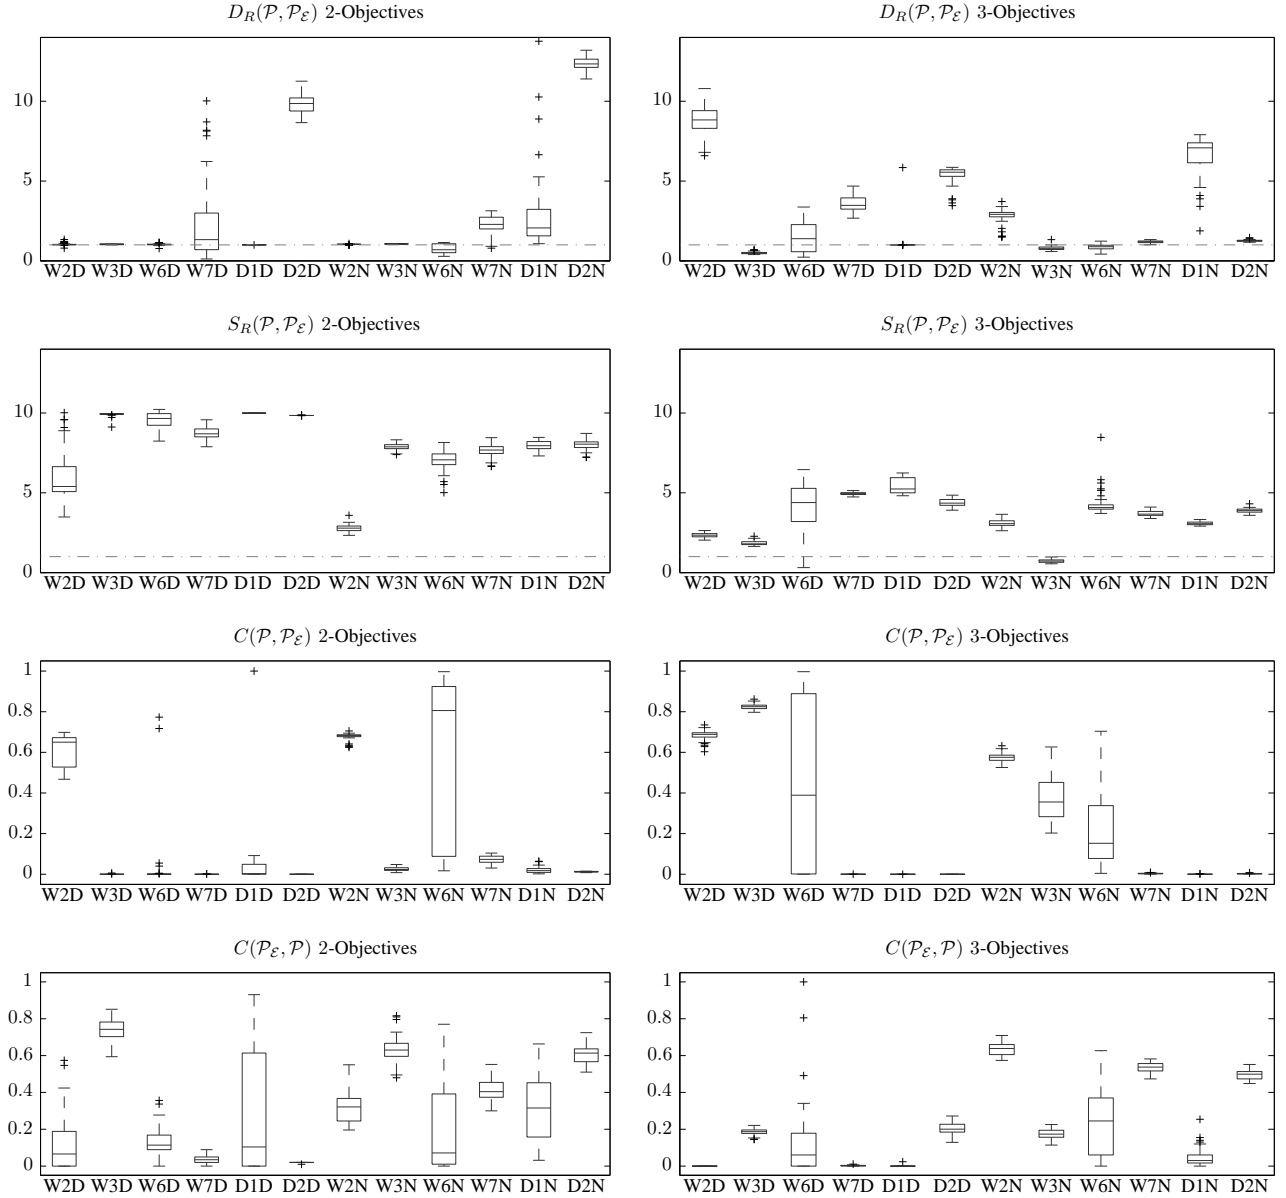 D_R(P, P_E) 2-Objectives
10
5
0
W2D W3D W6D W7D D1D D2D W2N W3N W6N W7N D1N D2N
D_R(P, P_E) 3-Objectives
10
5
0
W2D W3D W6D W7D D1D D2D W2N W3N W6N W7N D1N D2N
S_R(P, P_E) 2-Objectives
10
5
0
W2D W3D W6D W7D D1D D2D W2N W3N W6N W7N D1N D2N
S_R(P, P_E) 3-Objectives
10
5
0
W2D W3D W6D W7D D1D D2D W2N W3N W6N W7N D1N D2N
C(P, P_E) 2-Objectives
1
0.8
0.6
0.4
0.2
0
W2D W3D W6D W7D D1D D2D W2N W3N W6N W7N D1N D2N
C(P, P_E) 3-Objectives
1
0.8
0.6
0.4
0.2
0
W2D W3D W6D W7D D1D D2D W2N W3N W6N W7N D1N D2N
C(P_E, P) 2-Objectives
1
0.8
0.6
0.4
0.2
0
W2D W3D W6D W7D D1D D2D W2N W3N W6N W7N D1N D2N
C(P_E, P) 3-Objectives
1
0.8
0.6
0.4
0.2
0
W2D W3D W6D W7D D1D D2D W2N W3N W6N W7N D1N D2N